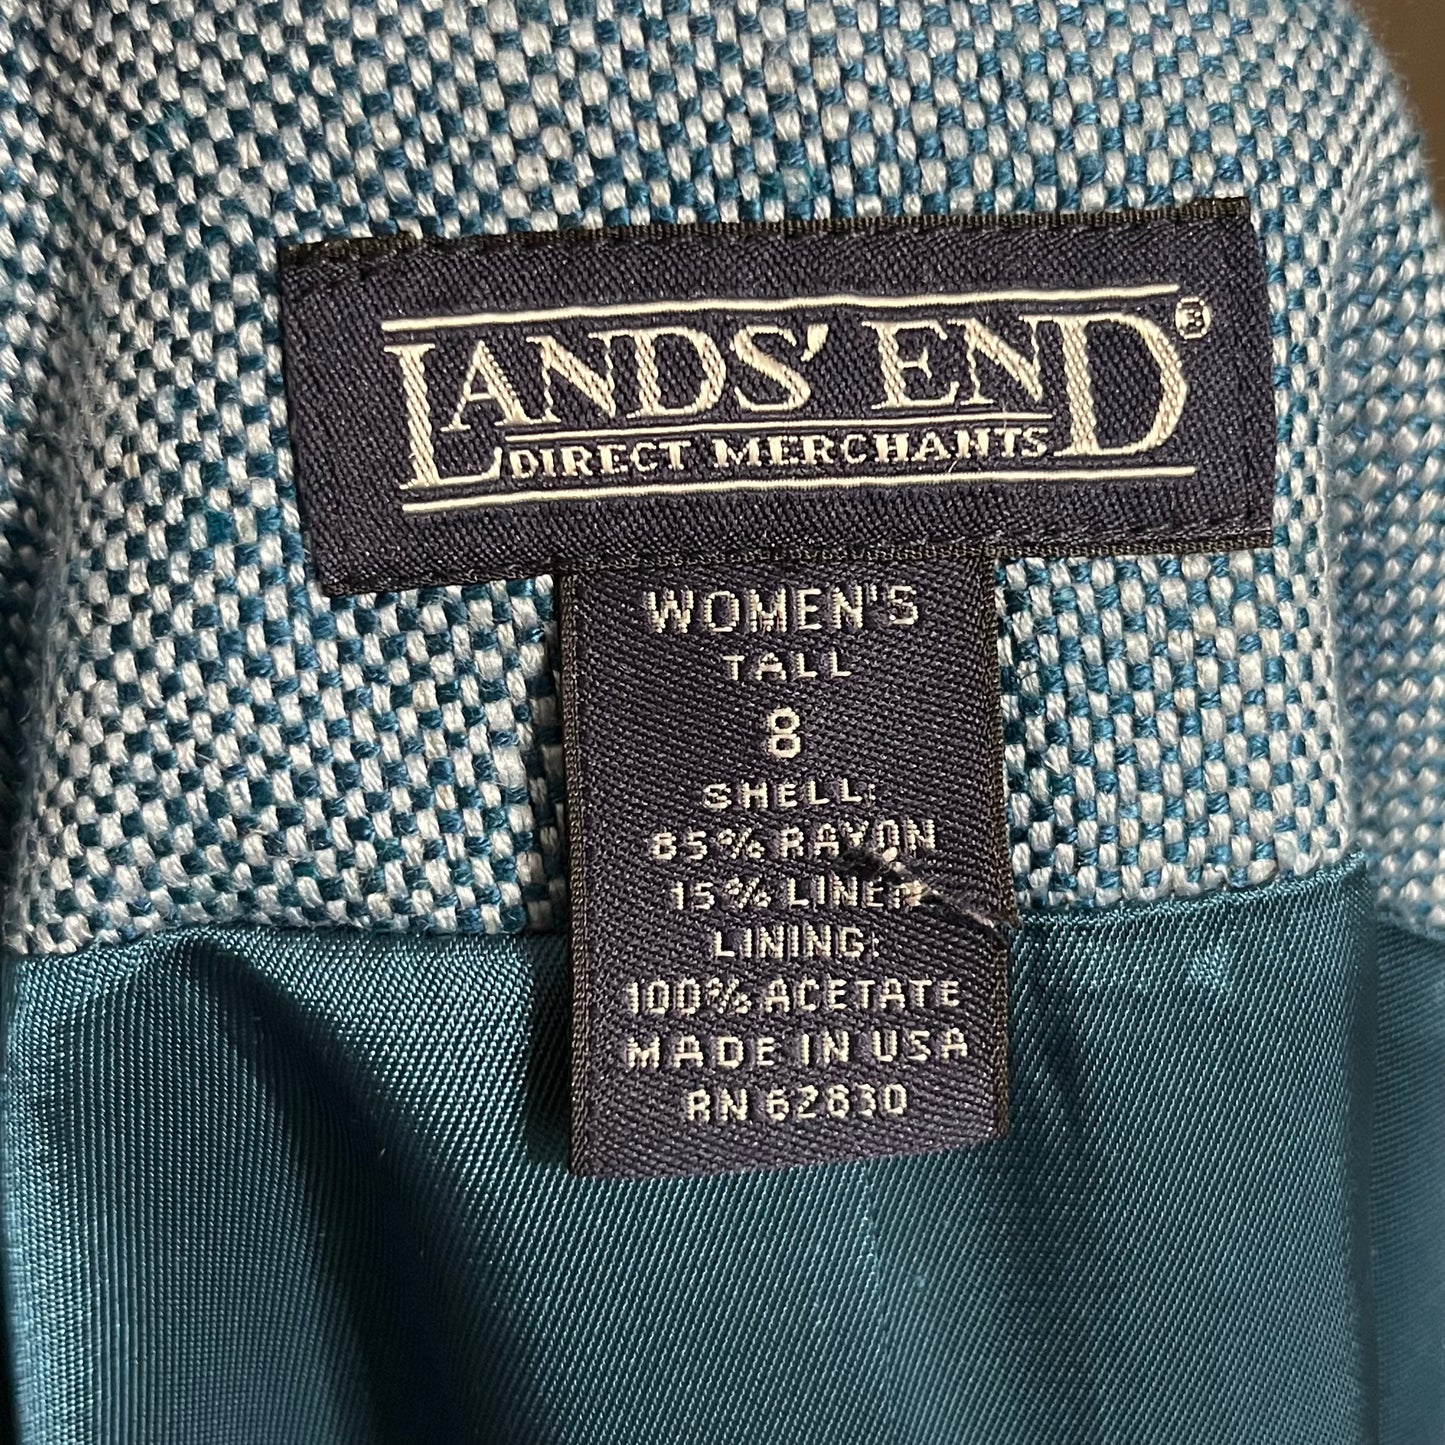 LANDS' END®
DIRECT MERCHANTS
WOMEN'S
TALL
8
SHELL:
85% RAYON
15% LINEN
LINING:
100% ACETATE
MADE IN USA
RN 62830